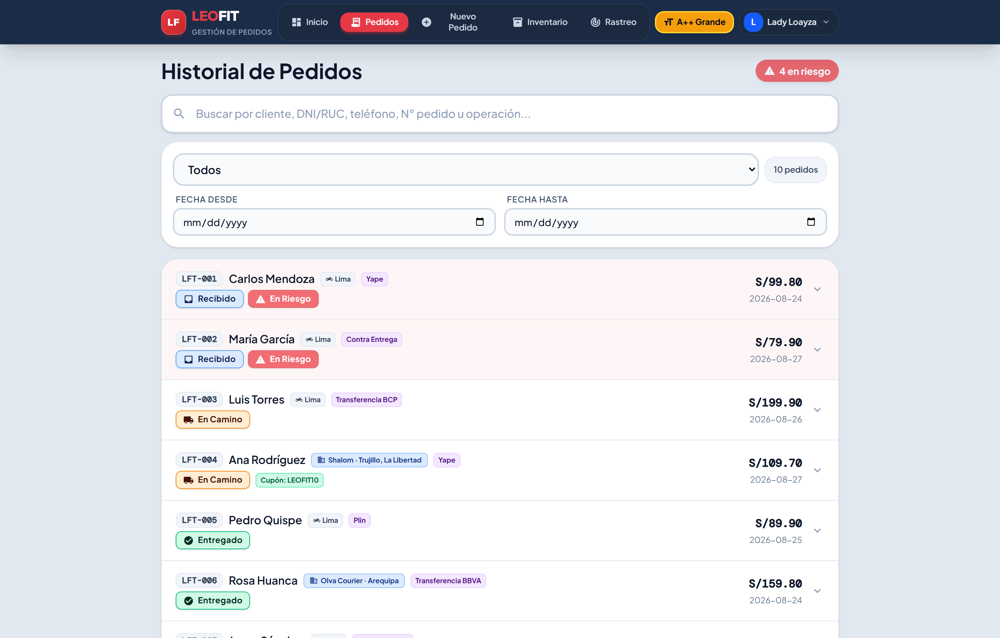 LF
LEOFIT
GESTIÓN DE PEDIDOS
Inicio
Pedidos
Nuevo
Pedido
Inventario
Rastreo
A++ Grande
L
Lady Loayza
Historial de Pedidos
4 en riesgo
Buscar por cliente, DNI/RUC, teléfono, N° pedido u operación...
Todos
10 pedidos
FECHA DESDE
FECHA HASTA
mm/dd/yyyy
mm/dd/yyyy
LFT-001 Carlos Mendoza Lima Yape
Recibido En Riesgo
S/99.80
2026-08-24
LFT-002 María García Lima Contra Entrega
Recibido En Riesgo
S/79.90
2026-08-27
LFT-003 Luis Torres Lima Transferencia BCP
En Camino
S/199.90
2026-08-26
LFT-004 Ana Rodríguez Shalom · Trujillo, La Libertad Yape
En Camino Cupón: LEOFIT10
S/109.70
2026-08-27
LFT-005 Pedro Quispe Lima Plin
Entregado
S/89.90
2026-08-25
LFT-006 Rosa Huanca Olva Courier · Arequipa Transferencia BBVA
Entregado
S/159.80
2026-08-24